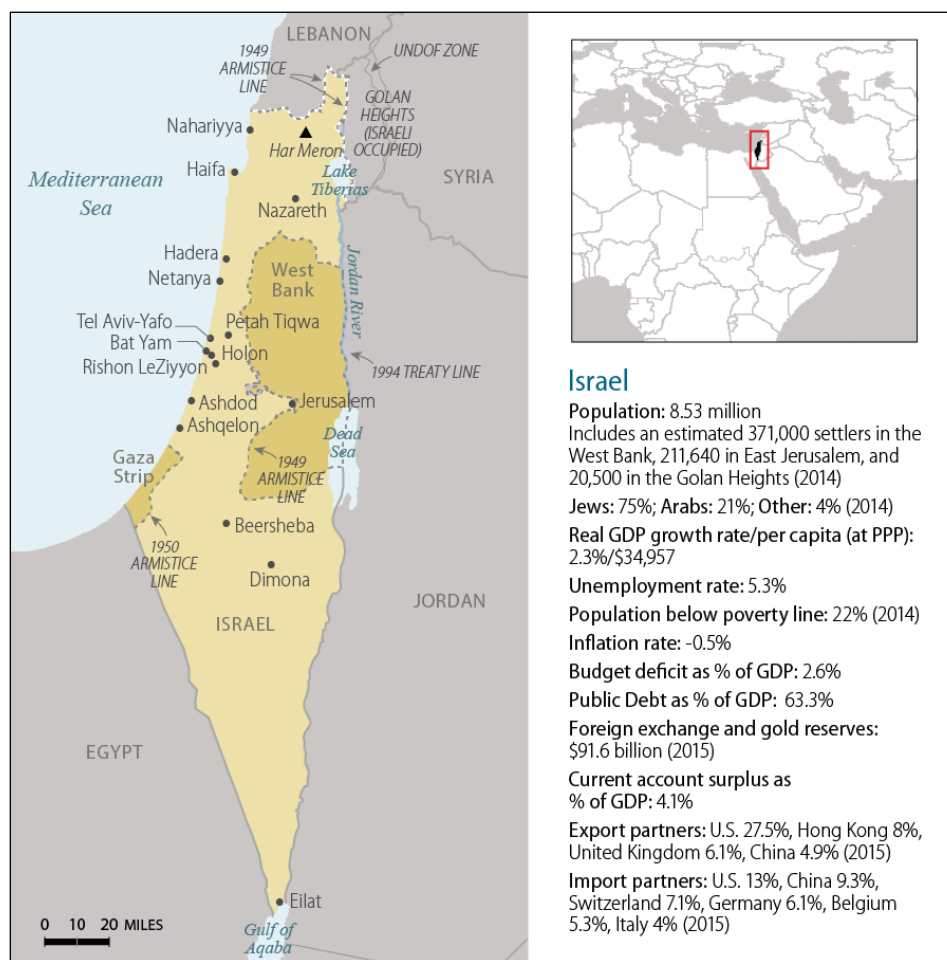 LEBANON
1949
ARMISTICE
LINE
UNDOF ZONE
GOLAN
HEIGHTS
(ISRAELI
OCCUPIED)
Nahariyya
Har Meron
Haifa
Lake
Tiberias
SYRIA
Mediterranean
Sea
Nazareth
Hadera
West
Bank
Jordan River
Netanya
Tel Aviv-Yafo
Petah Tiqwa
Bat Yam
Holon
Rishon LeZiyyon
1994 TREATY LINE
Ashdod
Jerusalem
Ashqelon
Dead
Sea
Gaza
Strip
1949
ARMISTICE
LINE
Beersheba
1950
ARMISTICE
LINE
Dimona
JORDAN
ISRAEL
EGYPT
Eilat
0 10 20 MILES
Gulf of
Aqaba
Israel
Population: 8.53 million
Includes an estimated 371,000 settlers in the
West Bank, 211,640 in East Jerusalem, and
20,500 in the Golan Heights (2014)
Jews: 75%; Arabs: 21%; Other: 4% (2014)
Real GDP growth rate/per capita (at PPP):
2.3%/$34,957
Unemployment rate: 5.3%
Population below poverty line: 22% (2014)
Inflation rate: -0.5%
Budget deficit as % of GDP: 2.6%
Public Debt as % of GDP: 63.3%
Foreign exchange and gold reserves:
$91.6 billion (2015)
Current account surplus as
% of GDP: 4.1%
Export partners: U.S. 27.5%, Hong Kong 8%,
United Kingdom 6.1%, China 4.9% (2015)
Import partners: U.S. 13%, China 9.3%,
Switzerland 7.1%, Germany 6.1%, Belgium
5.3%, Italy 4% (2015)